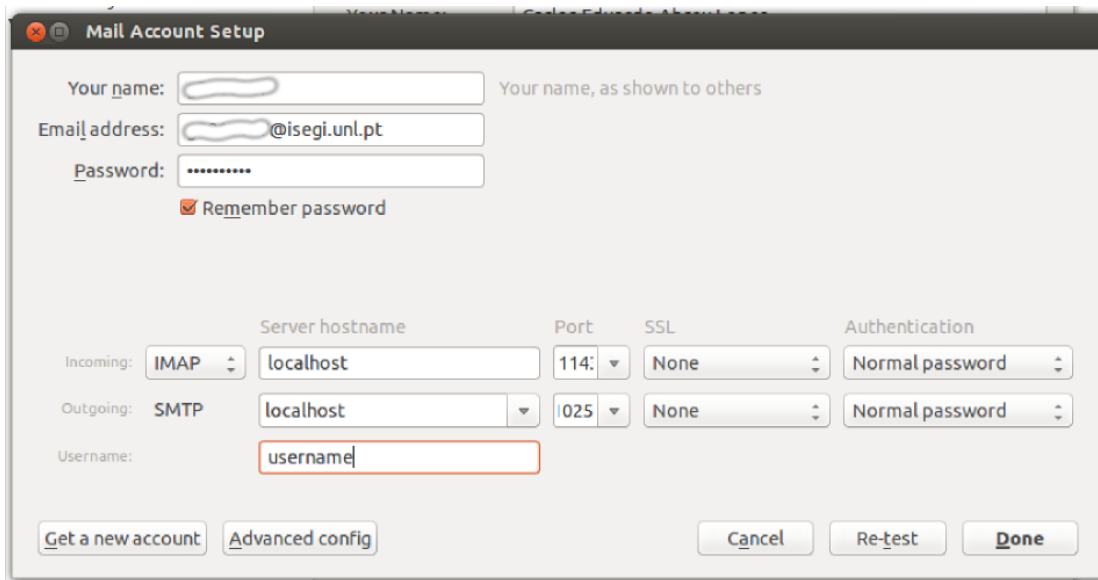 Mail Account Setup
Your name: Your name, as shown to others
Email address: @isegi.unl.pt
Password: ••••••••••
Remember password
Server hostname Port SSL Authentication
Incoming: IMAP localhost None Normal password
Outgoing: SMTP localhost 025 None Normal password
Username: username
Get a new account Advanced config Cancel Re-test Done